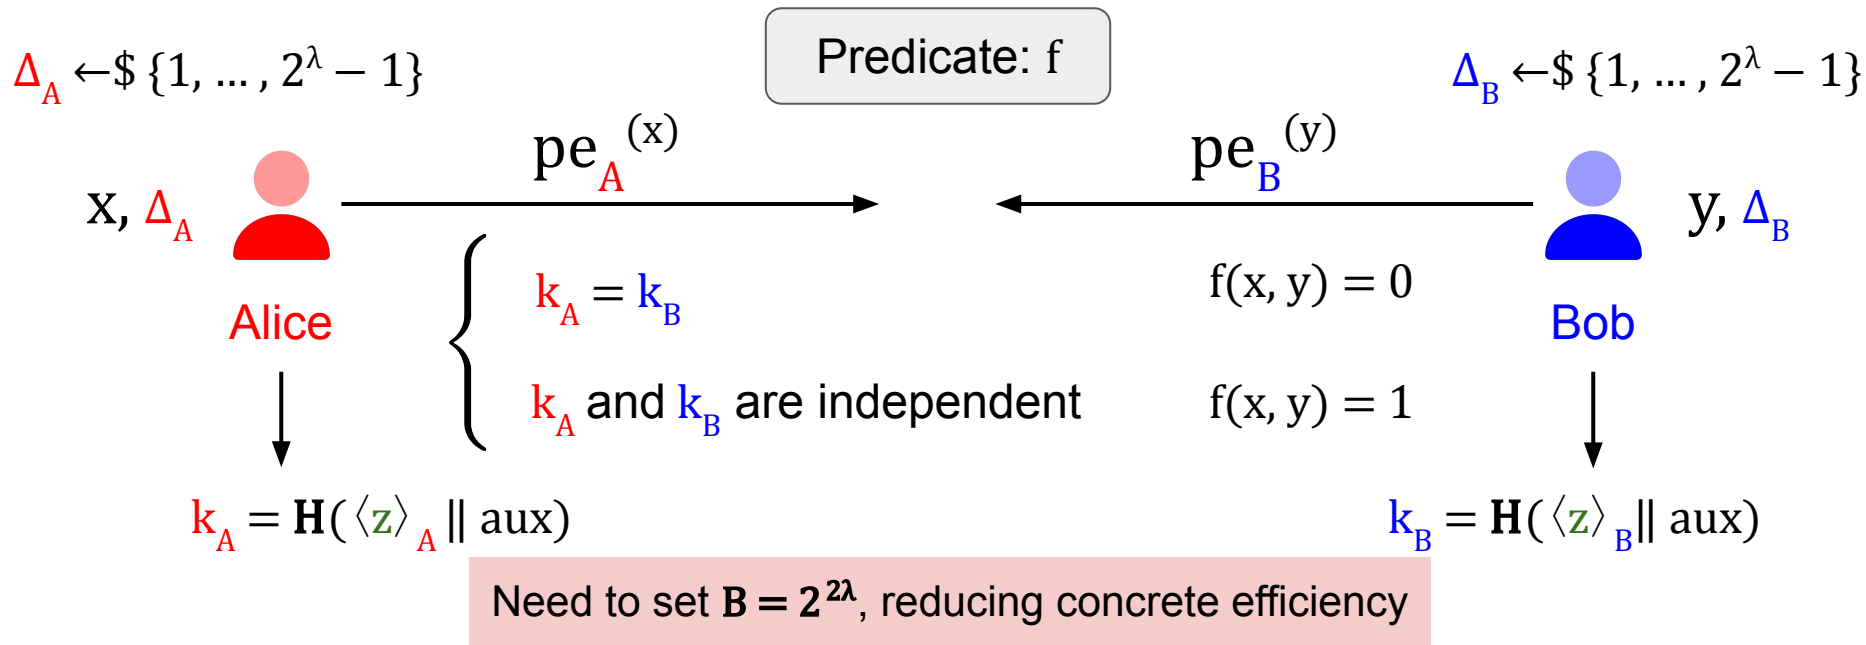 Predicate: f
Δ_A ←$ {1, … , 2^λ − 1}
Δ_B ←$ {1, … , 2^λ − 1}
pe_A^(x)
pe_B^(y)
x, Δ_A
y, Δ_B
Alice
Bob
k_A = k_B
f(x, y) = 0
k_A and k_B are independent
f(x, y) = 1
k_A = H(⟨z⟩_A ∥ aux)
k_B = H(⟨z⟩_B ∥ aux)
Need to set B = 2^2λ, reducing concrete efficiency